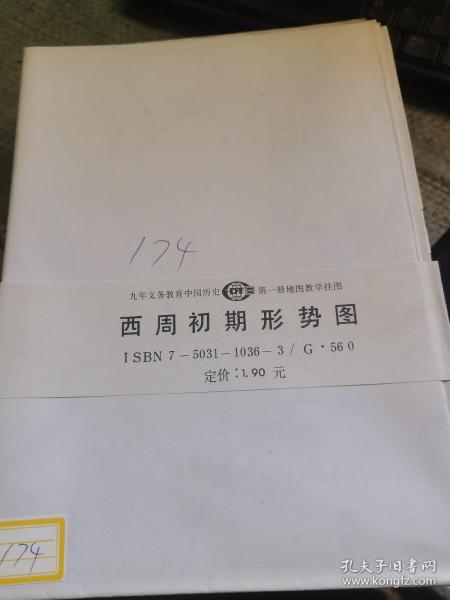 174
九年义务教育中国历史 第一册地图教学挂图
西周初期形势图
ISBN 7-5031-1036-3/G·560
定价:1.90 元
174
孔夫子旧书网
www.kongfz.com